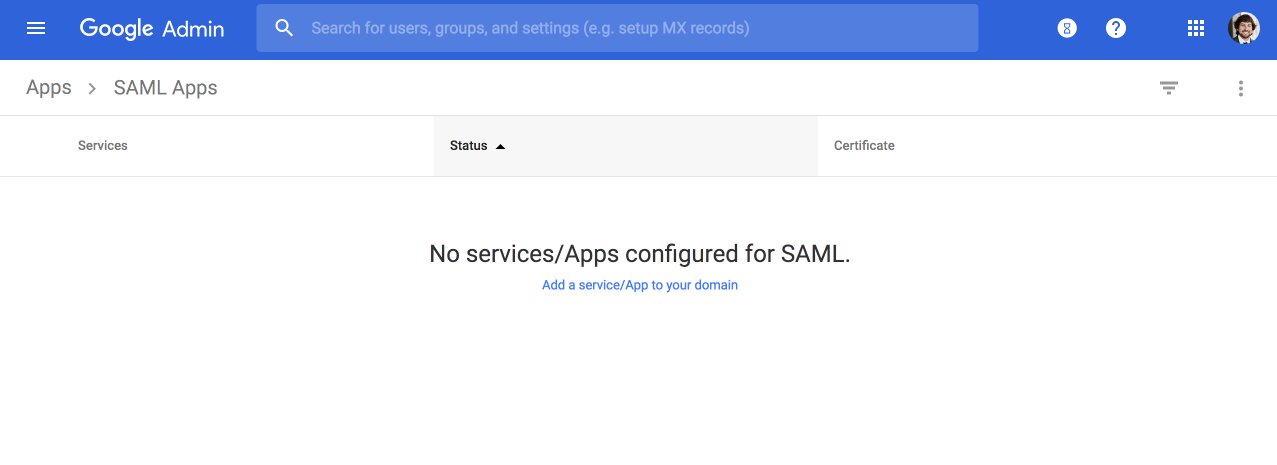 Google Admin
Search for users, groups, and settings (e.g. setup MX records)
Apps > SAML Apps
Services Status Certificate
No services/Apps configured for SAML.
Add a service/App to your domain